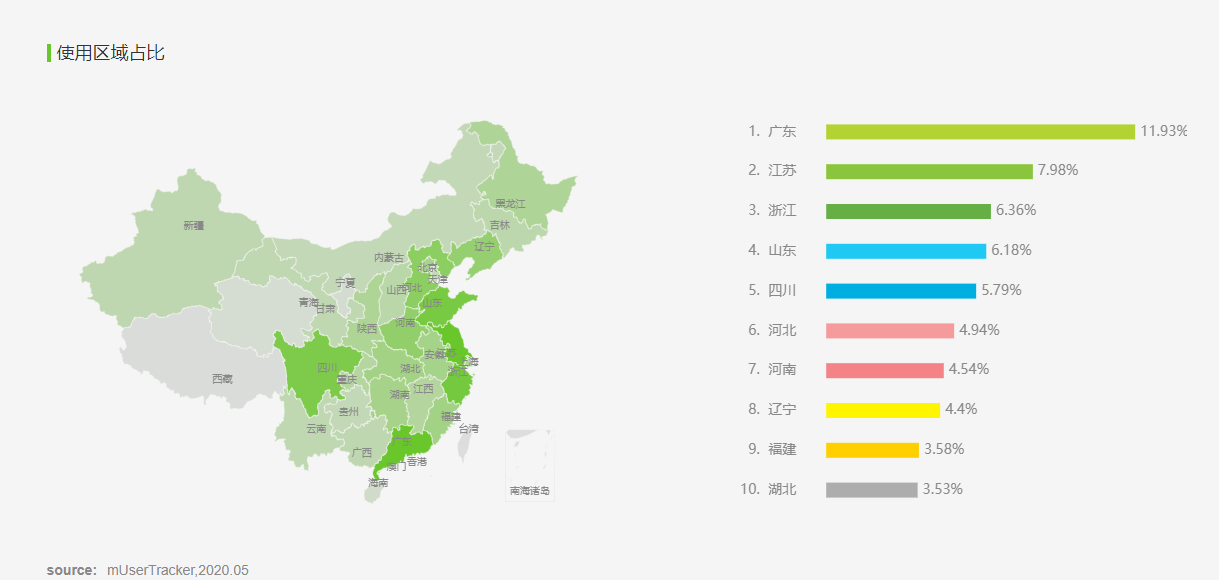 使用区域占比
黑龙江
新疆
吉林
辽宁
内蒙古
北京
天津
宁夏
山西
河北
青海
甘肃
山东
陕西
河南
安徽
上海
四川
湖北
浙江
重庆
西藏
江西
湖南
贵州
福建
云南
台湾
广东
广西
香港
澳门
海南
南海诸岛
1. 广东 11.93%
2. 江苏 7.98%
3. 浙江 6.36%
4. 山东 6.18%
5. 四川 5.79%
6. 河北 4.94%
7. 河南 4.54%
8. 辽宁 4.4%
9. 福建 3.58%
10. 湖北 3.53%
source: mUserTracker,2020.05